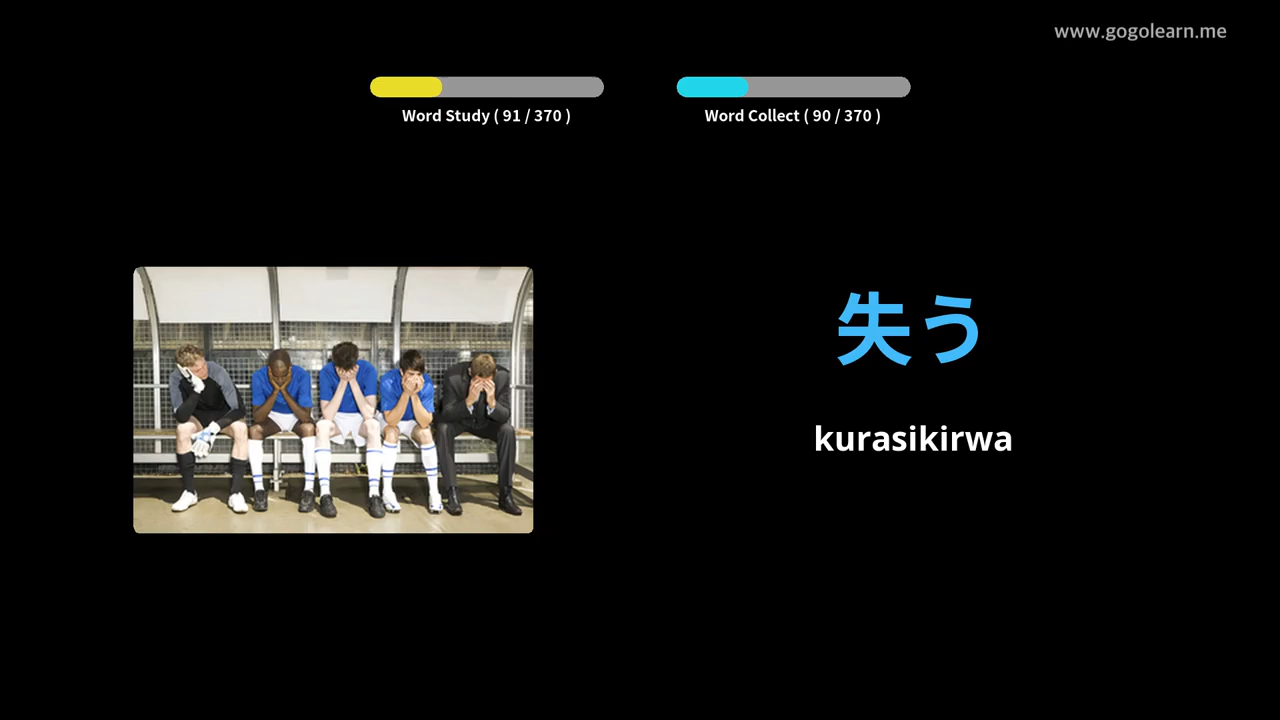 www.gogolearn.me
Word Study ( 91 / 370 )
Word Collect ( 90 / 370 )
失う
kurasikirwa